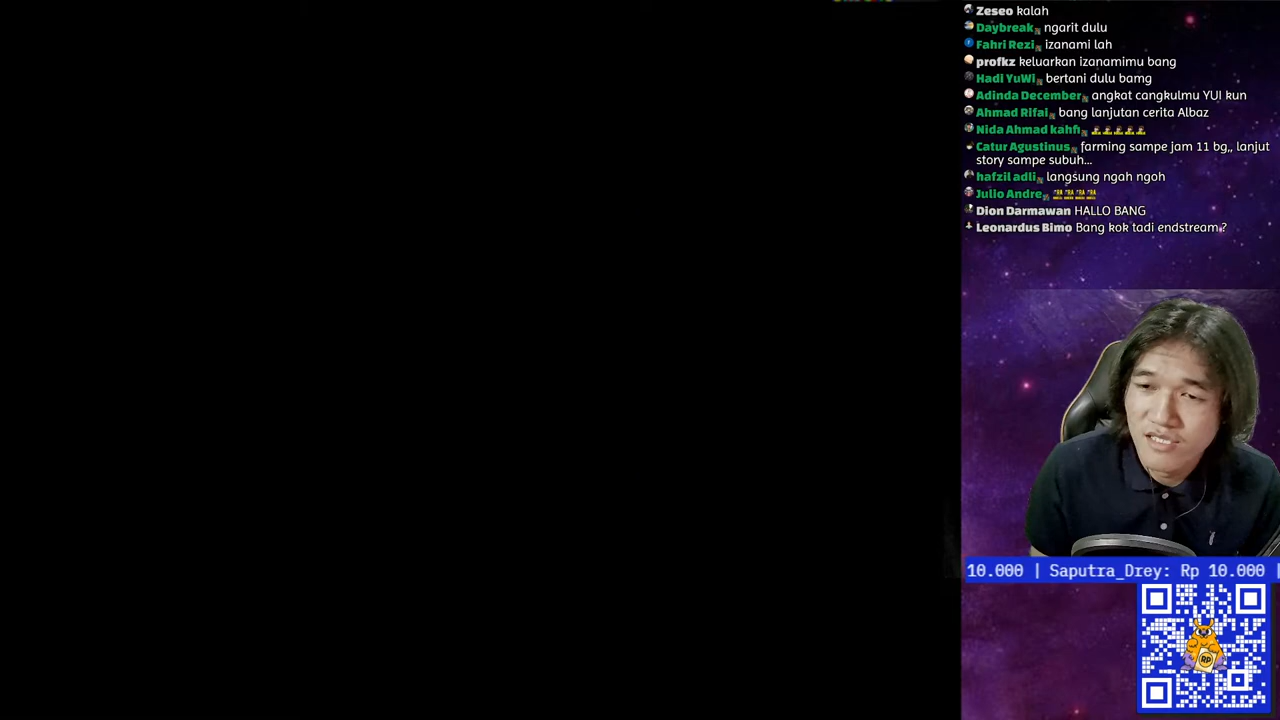 Zeseo kalah
Daybreak ngarit dulu
Fahri Rezi izanami lah
profkz keluarkan izanamimu bang
Hadi YuWi bertani dulu bamg
Adinda December angkat cangkulmu YUI kun
Ahmad Rifai bang lanjutan cerita Albaz
Nida Ahmad kahfi
Catur Agustinus farming sampe jam 11 bg,, lanjut
story sampe subuh...
hafzil adli langsung ngah ngoh
Julio Andre
Dion Darmawan HALLO BANG
Leonardus Bimo Bang kok tadi endstream ?
10.000 | Saputra_Drey: Rp 10.000 |
RP